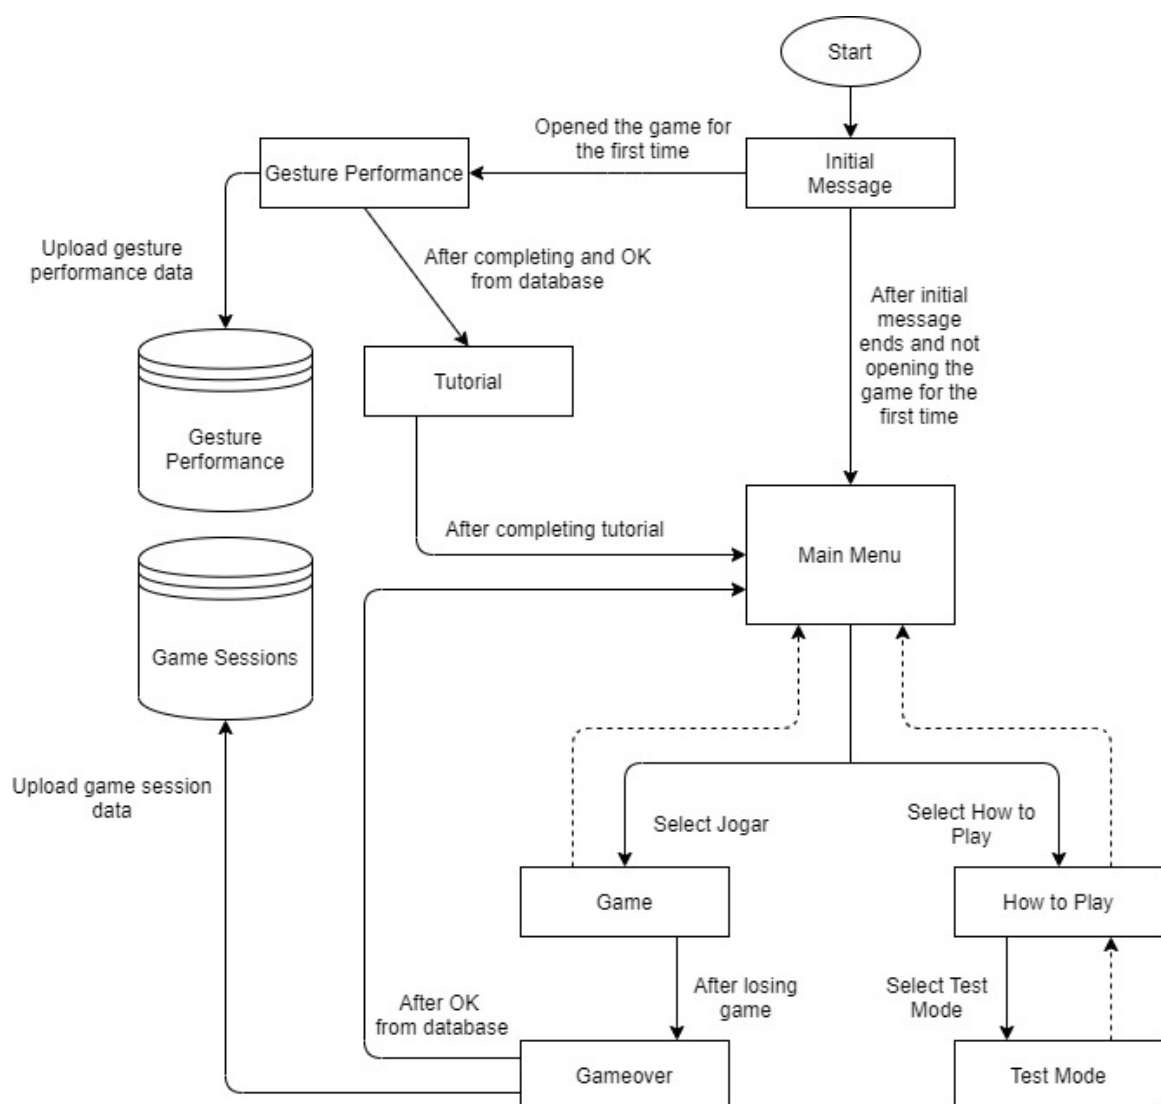 Start
Opened the game for
the first time
Gesture Performance
Initial
Message
Upload gesture
performance data
After completing and OK
from database
After initial
message
ends and not
opening the
game for the
first time
Tutorial
Gesture
Performance
After completing tutorial
Main Menu
Game Sessions
Upload game session
data
Select Jogar
Select How to
Play
Game
How to Play
After losing
game
Select Test
Mode
After OK
from database
Gameover
Test Mode